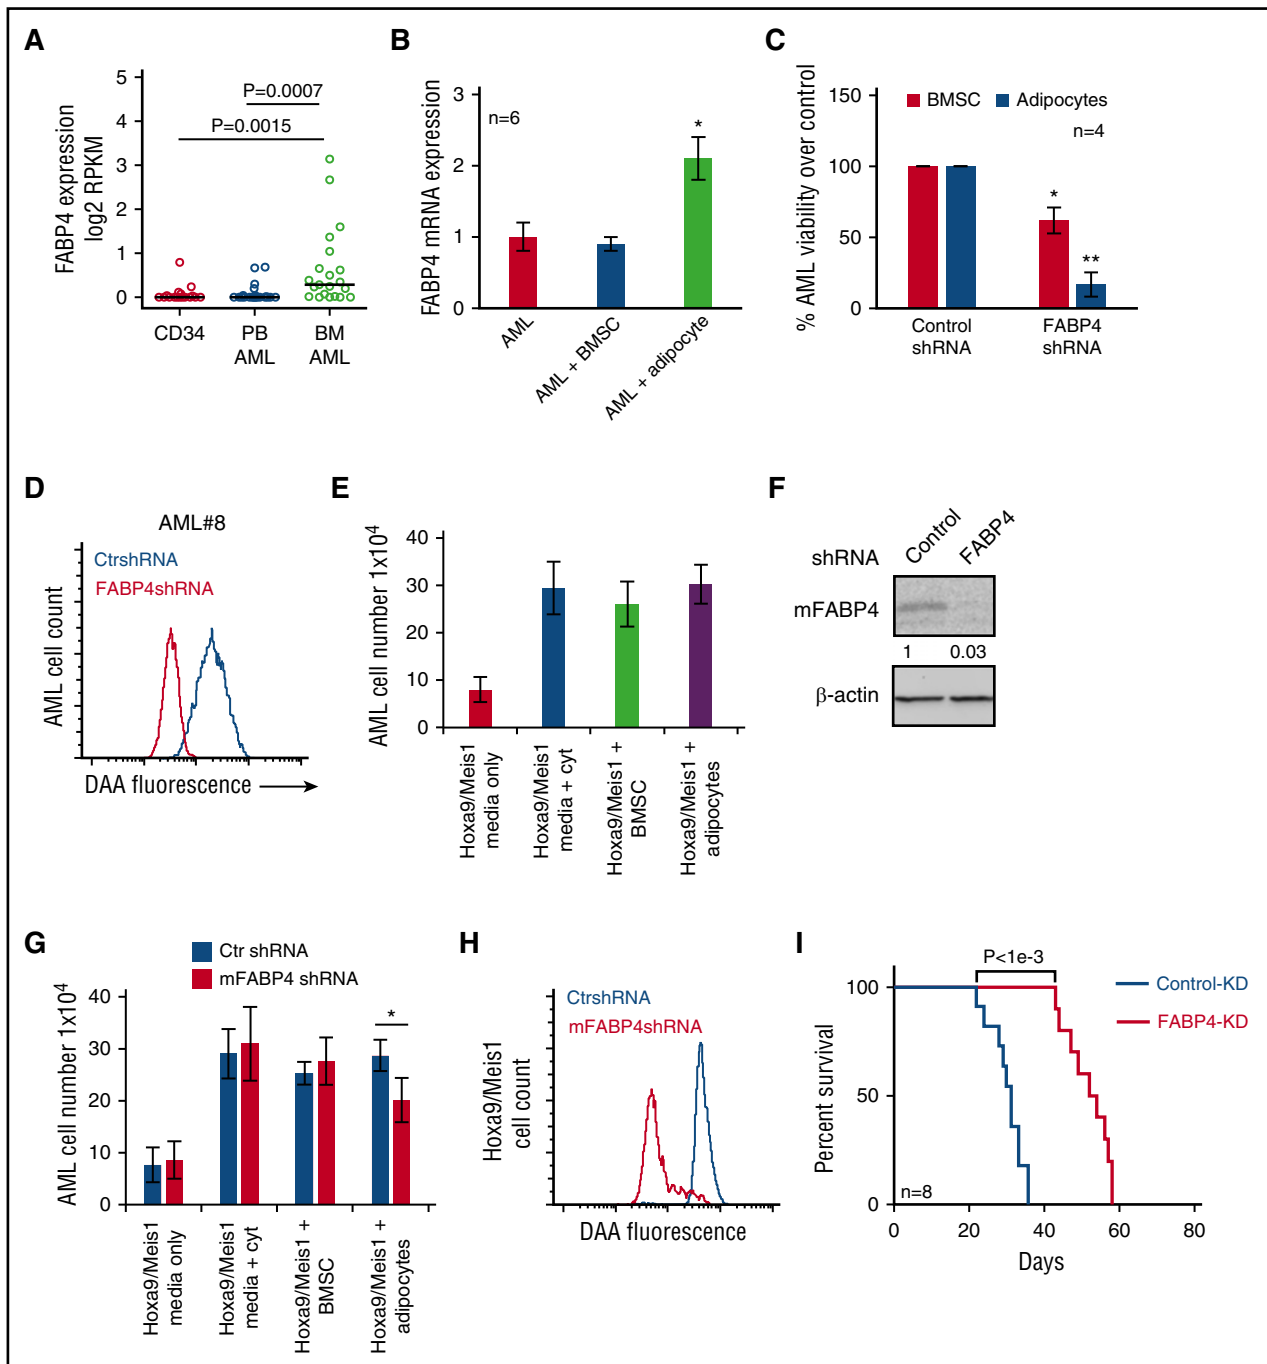 A
FABP4 expression
log2 RPKM
5
4
3
2
1
0
P=0.0007
P=0.0015
CD34
PB
AML
BM
AML
B
FABP4 mRNA expression
3
2
1
0
n=6
*
AML
AML + BMSC
AML + adipocyte
C
% AML viability over control
150
100
50
0
BMSC
Adipocytes
n=4
*
**
Control
shRNA
FABP4
shRNA
D
AML#8
CtrshRNA
FABP4shRNA
AML cell count
DAA fluorescence
E
AML cell number 1x10⁴
40
30
20
10
0
Hoxa9/Meis1
media only
Hoxa9/Meis1
media + cyt
Hoxa9/Meis1 +
BMSC
Hoxa9/Meis1 +
adipocytes
F
shRNA
Control
FABP4
mFABP4
1 0.03
β-actin
G
Ctr shRNA
mFABP4 shRNA
AML cell number 1x10⁴
40
30
20
10
0
*
Hoxa9/Meis1
media only
Hoxa9/Meis1
media + cyt
Hoxa9/Meis1 +
BMSC
Hoxa9/Meis1 +
adipocytes
H
CtrshRNA
mFABP4shRNA
Hoxa9/Meis1
cell count
DAA fluorescence
I
P<1e-3
Control-KD
FABP4-KD
Percent survival
100
50
0
n=8
0 20 40 60 80
Days